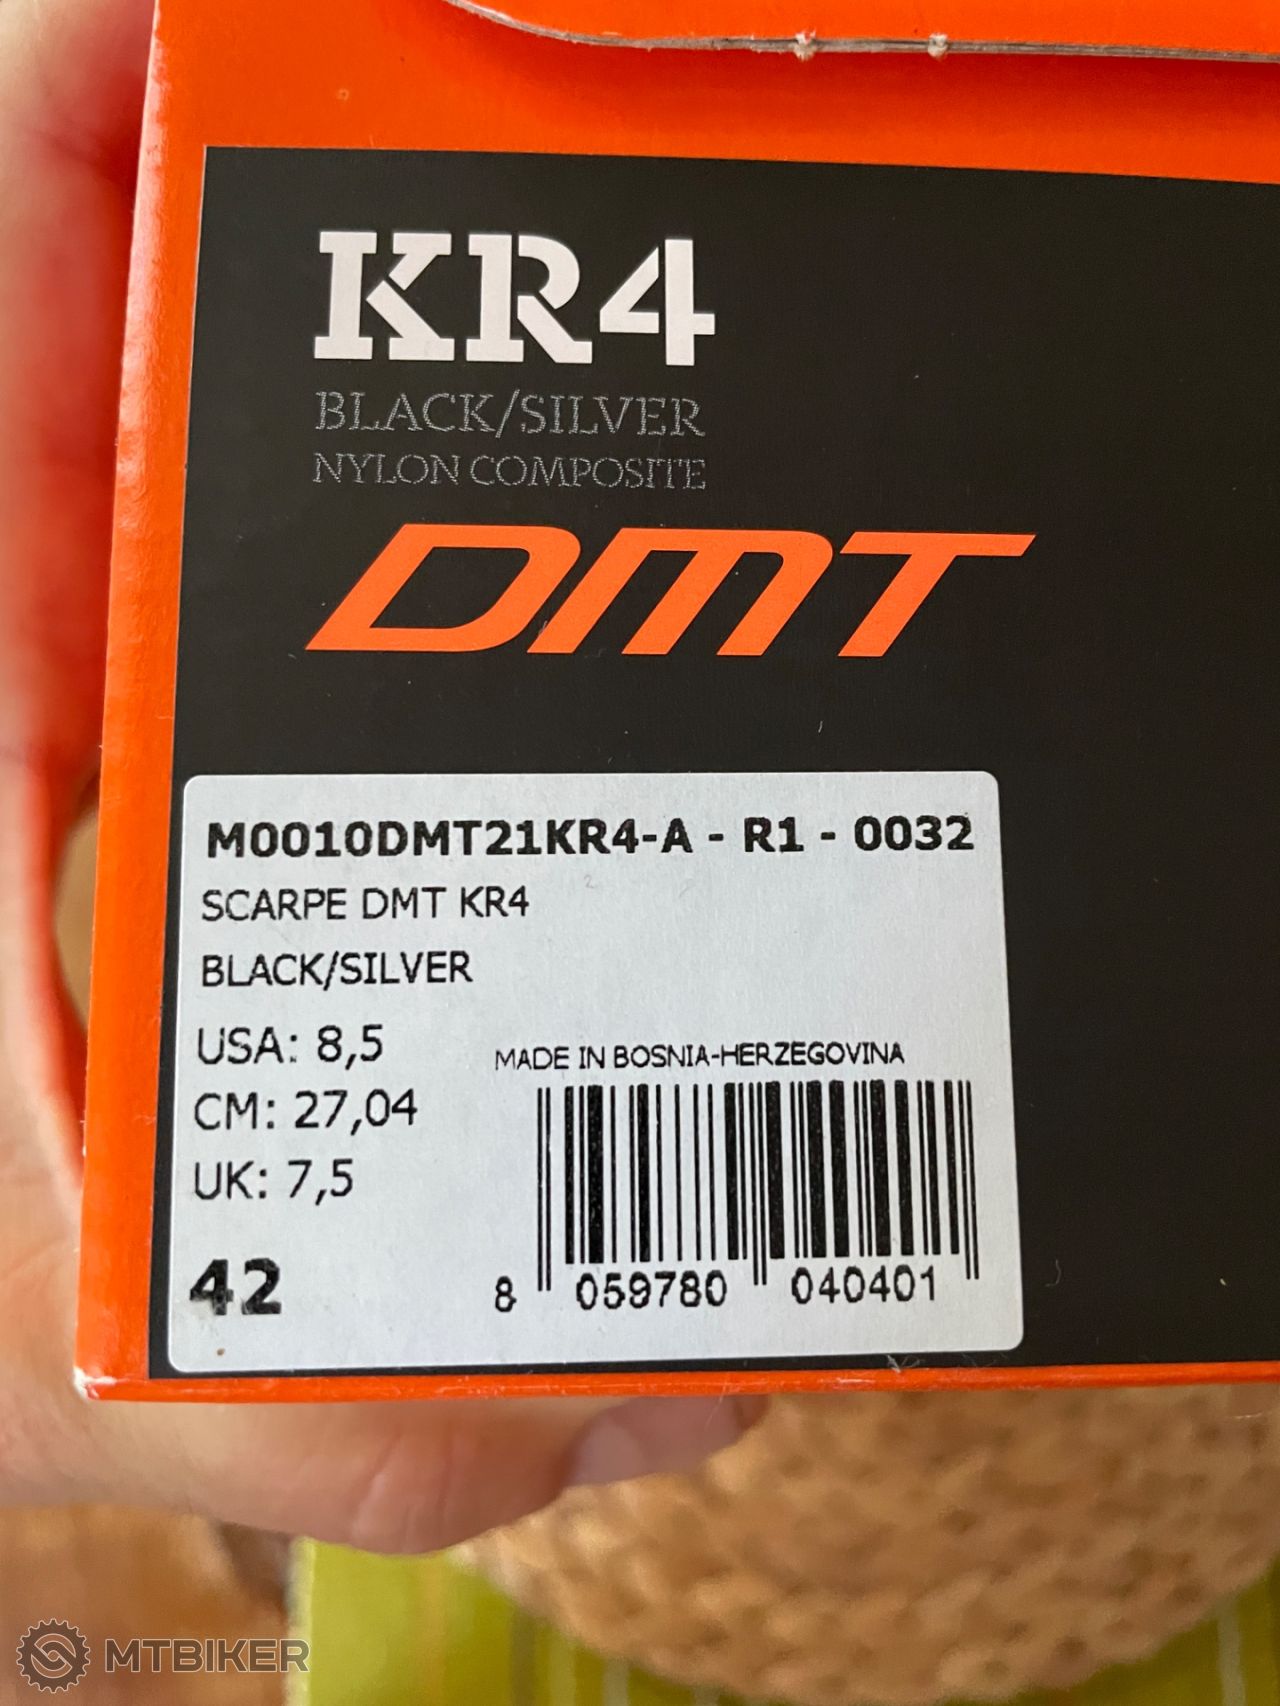 KR4
BLACK/SILVER
NYLON COMPOSITE
DMT
M0010DMT21KR4-A - R1 - 0032
SCARPE DMT KR4
BLACK/SILVER
USA: 8,5
CM: 27,04
UK: 7,5
42
MADE IN BOSNIA-HERZEGOVINA
8 059780 040401
MTBIKER